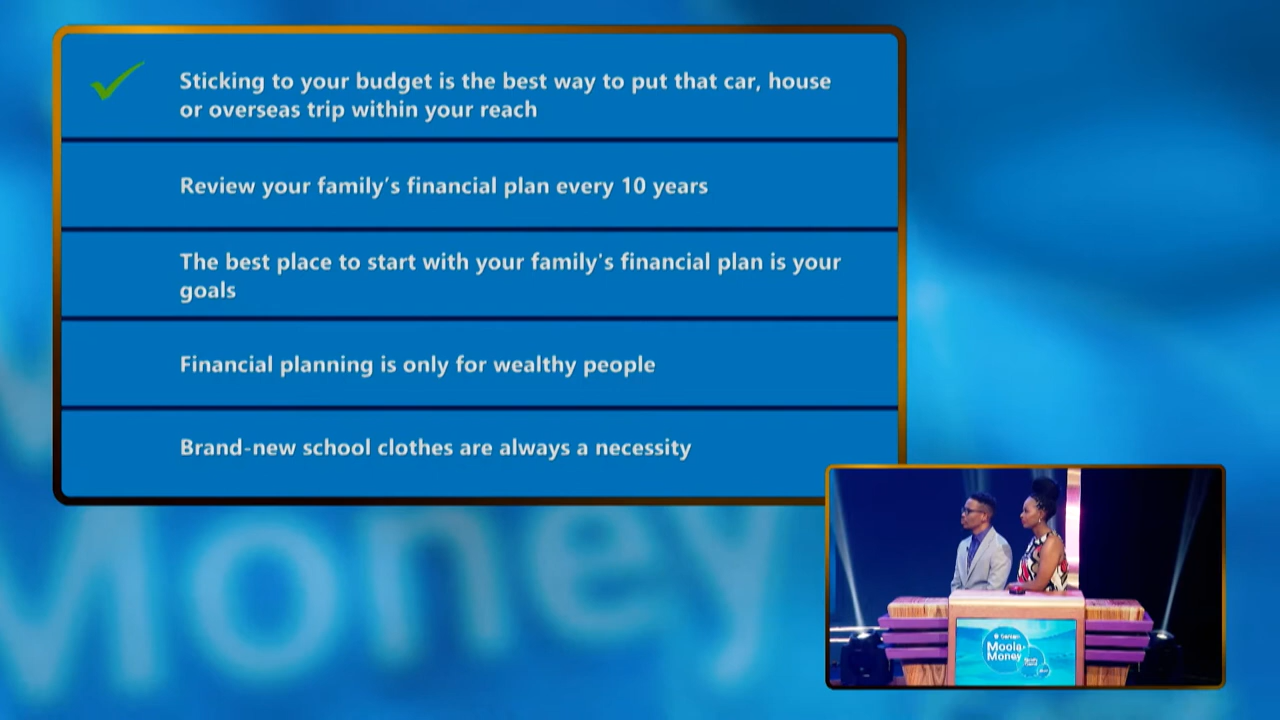 Sticking to your budget is the best way to put that car, house
or overseas trip within your reach
Review your family's financial plan every 10 years
The best place to start with your family's financial plan is your
goals
Financial planning is only for wealthy people
Brand-new school clothes are always a necessity
Money
Sanlam
Moola
Money